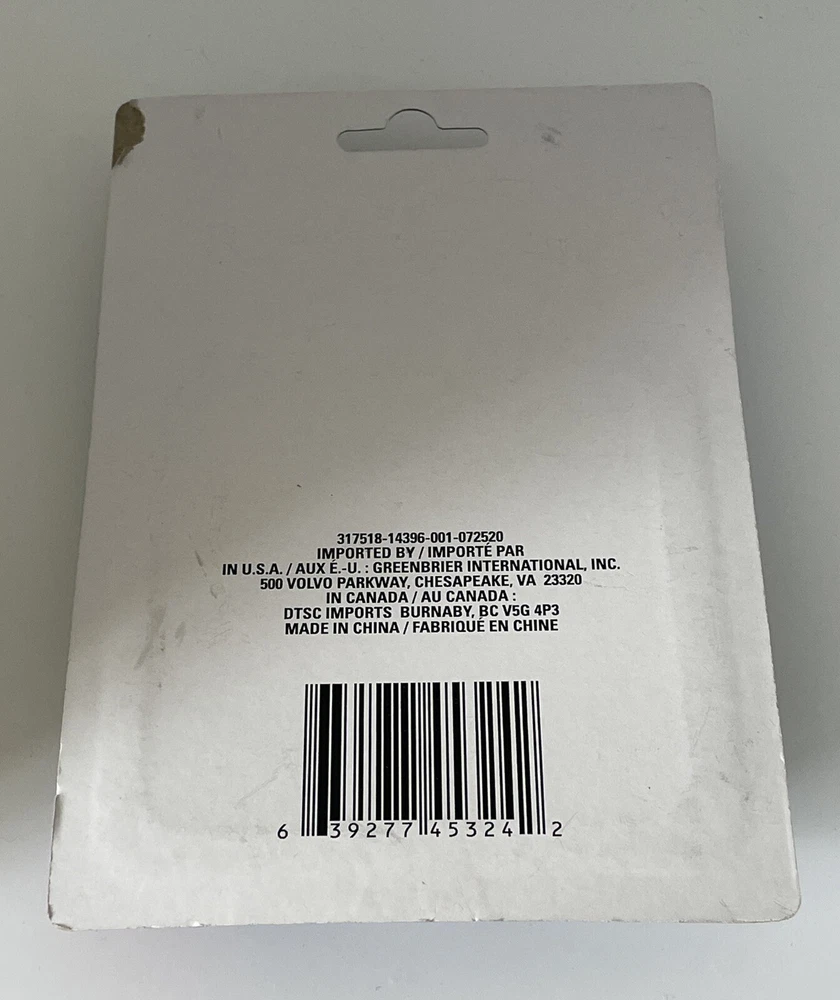 317518-14396-001-072520
IMPORTED BY / IMPORTÉ PAR
IN U.S.A. / AUX É.-U. : GREENBRIER INTERNATIONAL, INC.
500 VOLVO PARKWAY, CHESAPEAKE, VA 23320
IN CANADA / AU CANADA :
DTSC IMPORTS BURNABY, BC V5G 4P3
MADE IN CHINA / FABRIQUÉ EN CHINE
6 39277 45324 2